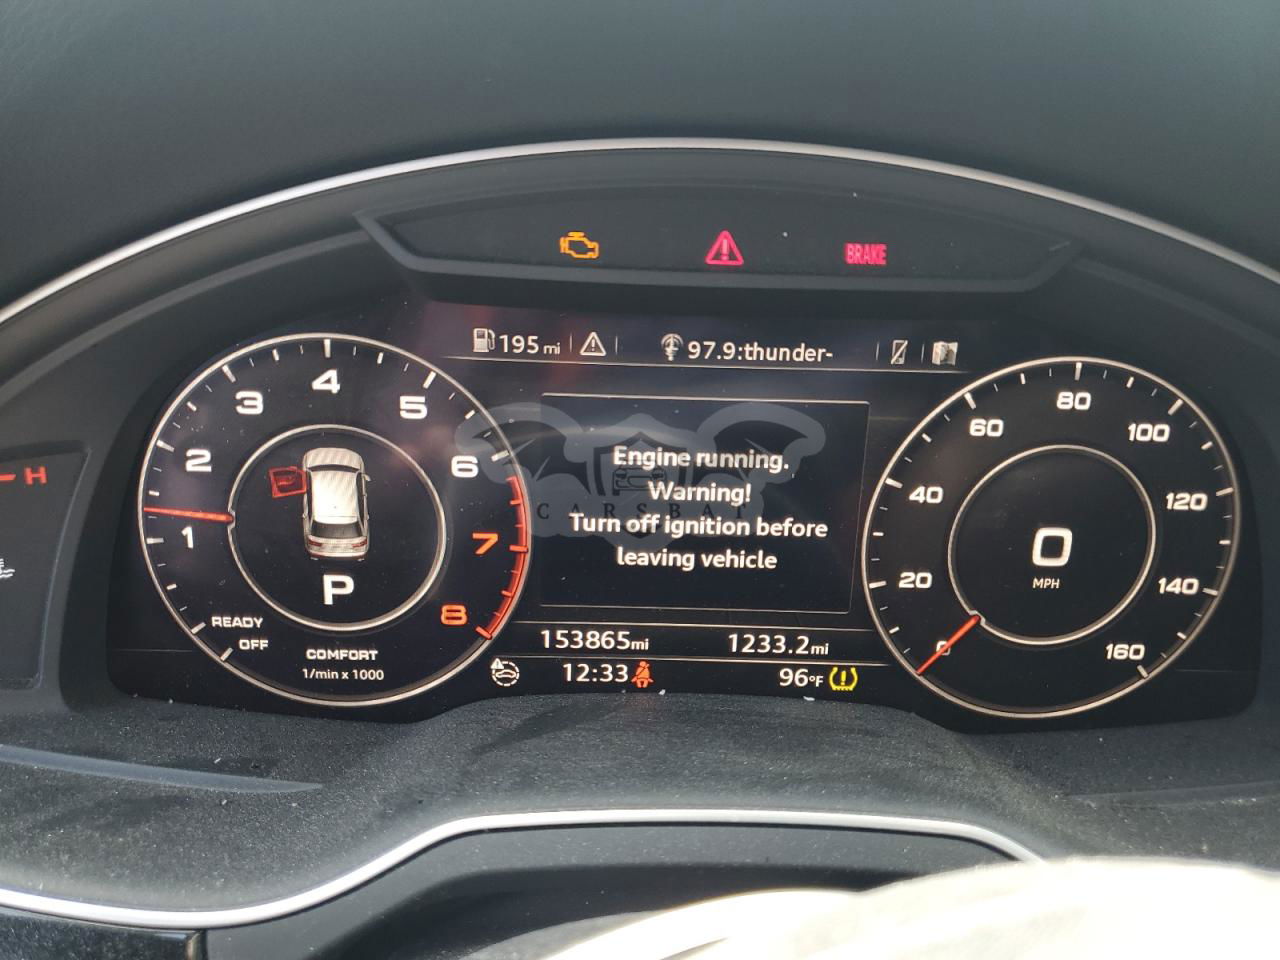 BRAKE
195 mi
97.9:thunder-
Engine running.
Warning!
Turn off ignition before
leaving vehicle
CARSBAT
H
1
2
3
4
5
6
7
8
READY
OFF
P
COMFORT
1/min x 1000
0
20
40
60
80
100
120
140
160
0
MPH
153865mi
1233.2mi
12:33
96°F